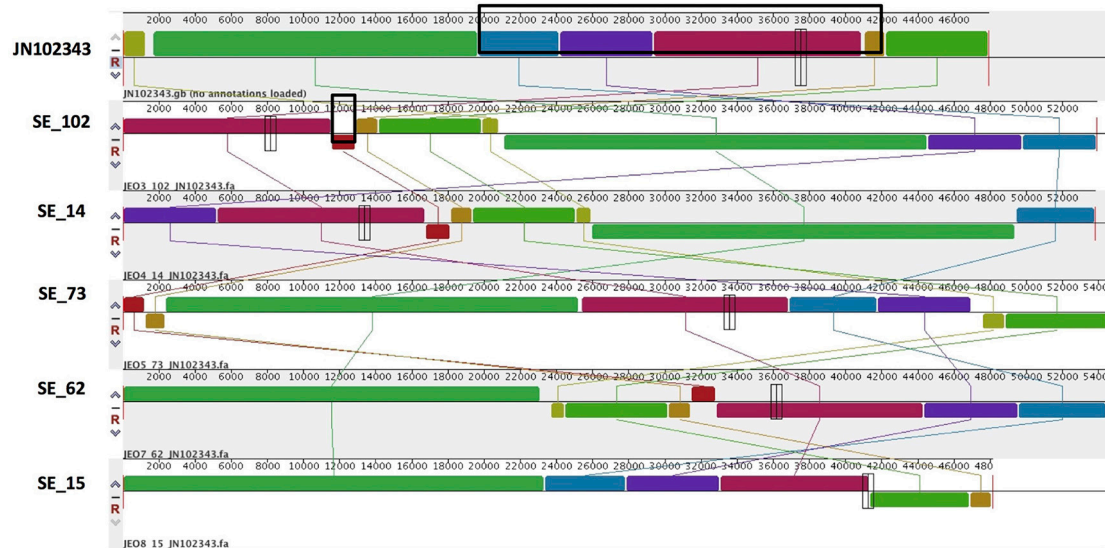 2000 4000 6000 8000 10000 12000 14000 16000 18000 20000 22000 24000 26000 28000 30000 32000 34000 36000 38000 40000 42000 44000 46000
JN102343
R
JN102343.gb (no annotations loaded)
2000 4000 6000 8000 10000 12000 14000 16000 18000 20000 22000 24000 26000 28000 30000 32000 34000 36000 38000 40000 42000 44000 46000 48000 50000 52000
SE_102
R
JEO3_102_JN102343.fa
2000 4000 6000 8000 10000 12000 14000 16000 18000 20000 22000 24000 26000 28000 30000 32000 34000 36000 38000 40000 42000 44000 46000 48000 50000 52000
SE_14
R
JEO4_14_JN102343.fa
2000 4000 6000 8000 10000 12000 14000 16000 18000 20000 22000 24000 26000 28000 30000 32000 34000 36000 38000 40000 42000 44000 46000 48000 50000 52000 540
SE_73
R
JEO5_73_JN102343.fa
2000 4000 6000 8000 10000 12000 14000 16000 18000 20000 22000 24000 26000 28000 30000 32000 34000 36000 38000 40000 42000 44000 46000 48000 50000 52000 540
SE_62
R
JEO7_62_JN102343.fa
2000 4000 6000 8000 10000 12000 14000 16000 18000 20000 22000 24000 26000 28000 30000 32000 34000 36000 38000 40000 42000 44000 46000 480
SE_15
R
JEO8_15_JN102343.fa